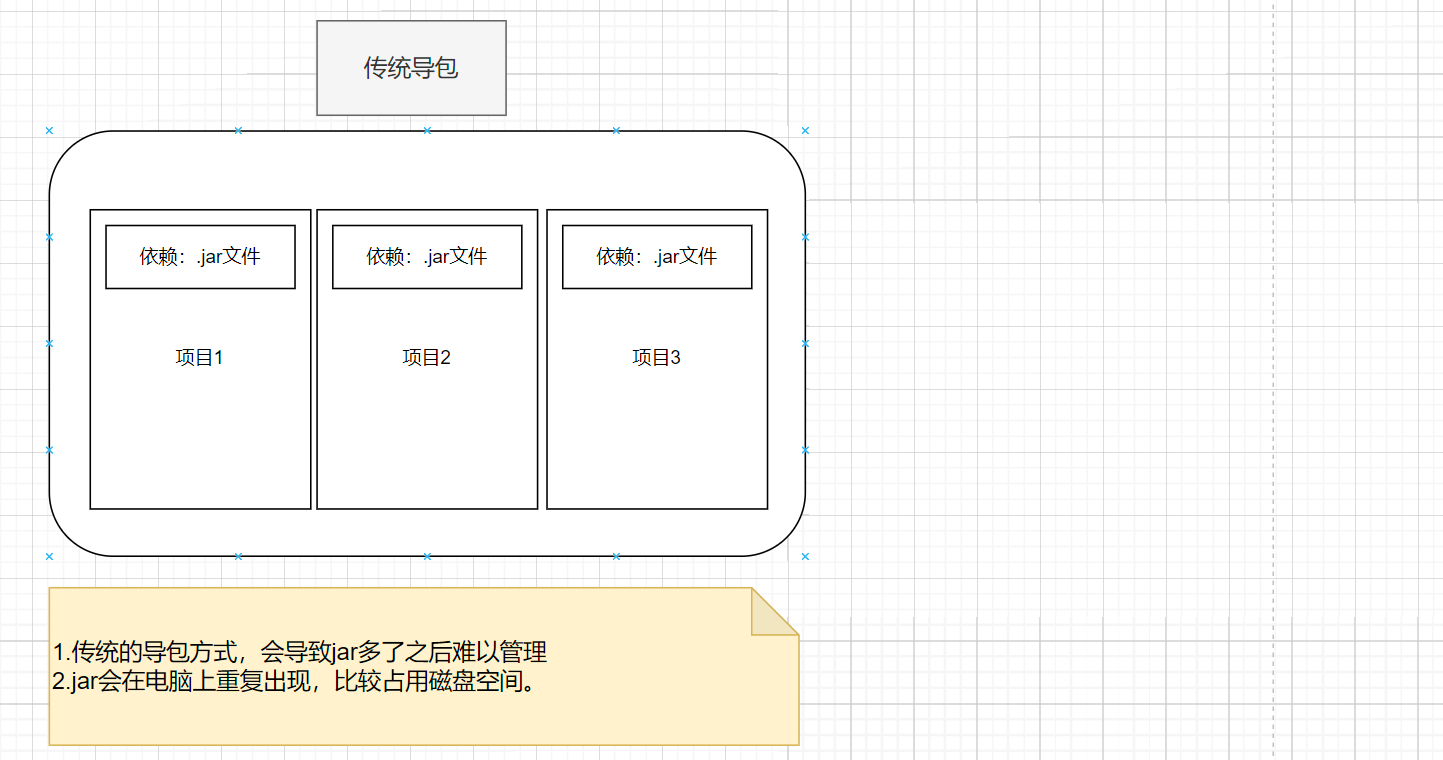 传统导包
依赖：.jar文件
依赖：.jar文件
依赖：.jar文件
项目1
项目2
项目3
1.传统的导包方式，会导致jar多了之后难以管理
2.jar会在电脑上重复出现，比较占用磁盘空间。